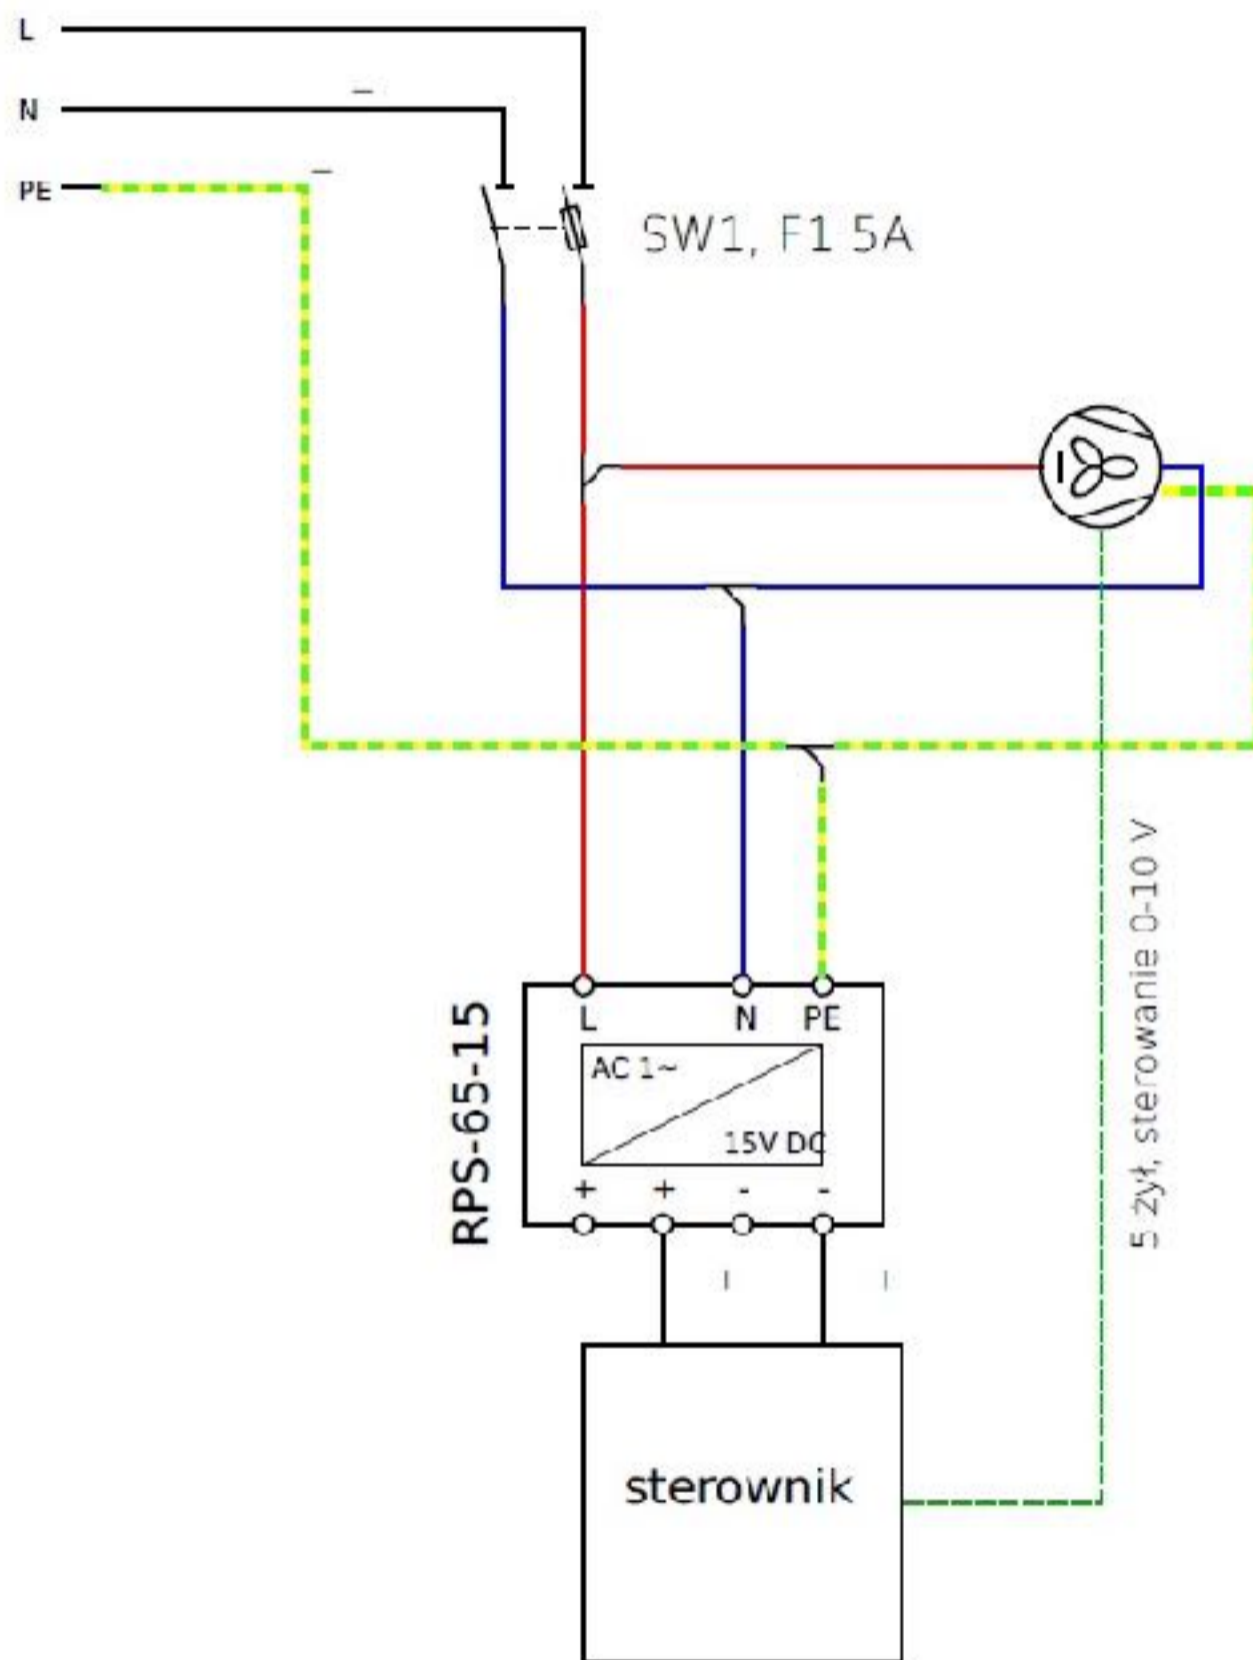 L
N
PE
SW1, F1 5A
L N PE
AC 1~
15V DC
+ + - -
RPS-65-15
5 żył, sterowanie 0-10 V
sterownik